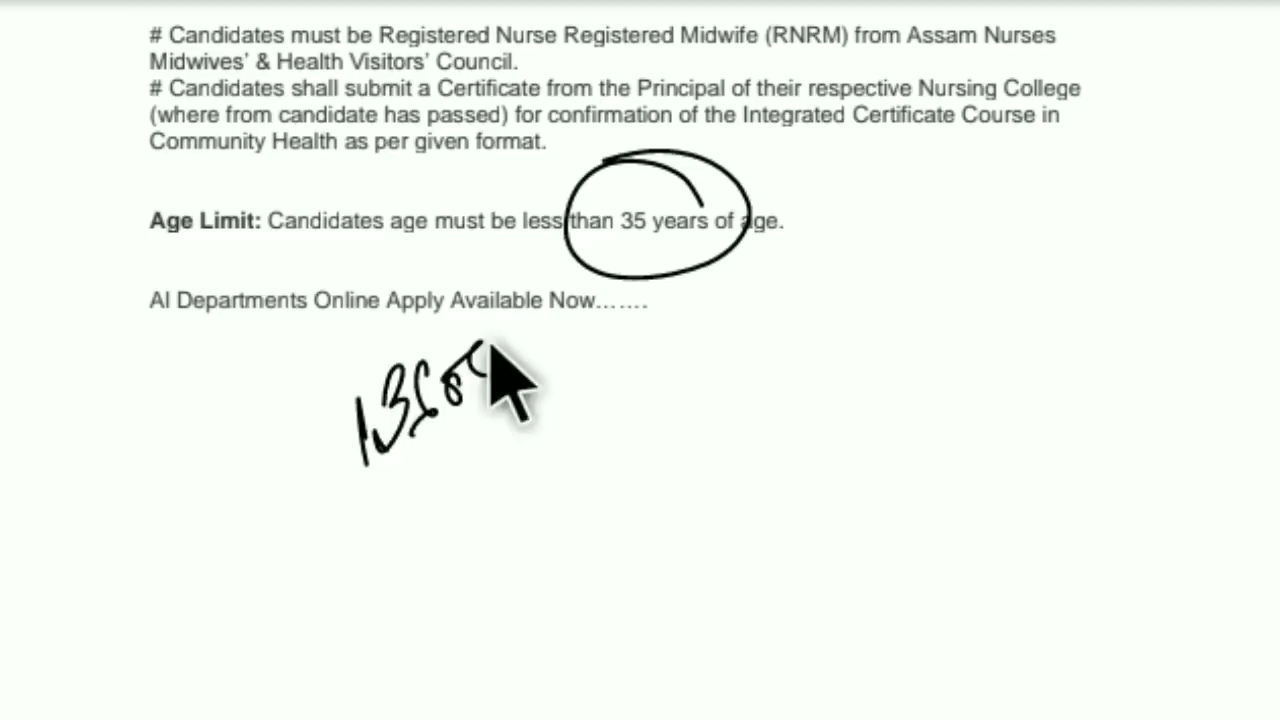 # Candidates must be Registered Nurse Registered Midwife (RNRM) from Assam Nurses
Midwives’ & Health Visitors’ Council.
# Candidates shall submit a Certificate from the Principal of their respective Nursing College
(where from candidate has passed) for confirmation of the Integrated Certificate Course in
Community Health as per given format.
Age Limit: Candidates age must be less than 35 years of age.
Al Departments Online Apply Available Now.......